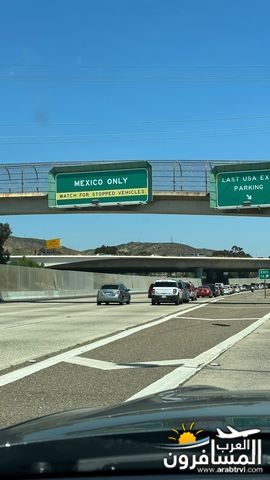 MEXICO ONLY
WATCH FOR STOPPED VEHICLES
LAST USA EX
PARKING
العرب
المسافرون
www.arabtrvl.com